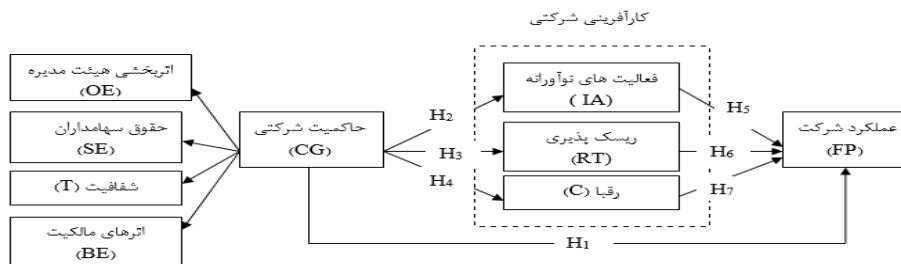 کارآفرینی شرکتی
اثربخشی هیئت مدیره
(OE)
حقوق سهامداران
(SE)
شفافیت (T)
اثرهای مالکیت
(BE)
حاکمیت شرکتی
(CG)
H2
H3
H4
فعالیت های نوآورانه
(IA )
ریسک پذیری
(RT)
رقبا (C)
H5
H6
H7
عملکرد شرکت
(FP)
H1